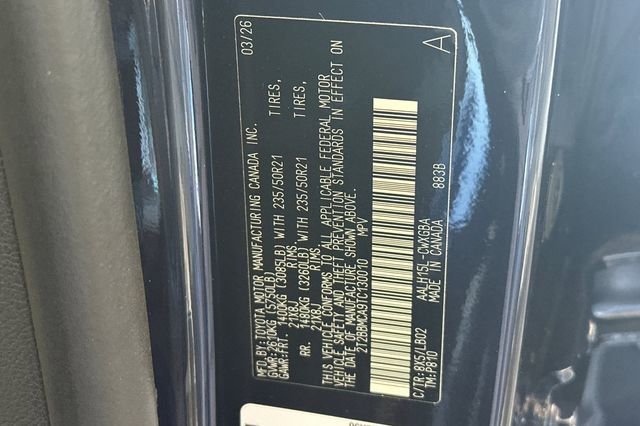 MFD. BY: TOYOTA MOTOR MANUFACTURING CANADA INC. 03/26
GVWR: 2610KG (5750LB)
GAWR: FRT. 1400KG (3085LB) WITH 235/50R21 TIRES,
21X8J RIMS,
RR. 1480KG (3260LB) WITH 235/50R21 TIRES,
21X8J RIMS,
THIS VEHICLE CONFORMS TO ALL APPLICABLE FEDERAL MOTOR
VEHICLE SAFETY AND THEFT PREVENTION STANDARDS IN EFFECT ON
THE DATE OF MANUFACTURE SHOWN ABOVE.
2T2BBMCA9TC130010 MPV
C/TR: 8X5/LB02 AALH15L-CWXGBA 883B
TM: P810 MADE IN CANADA
A